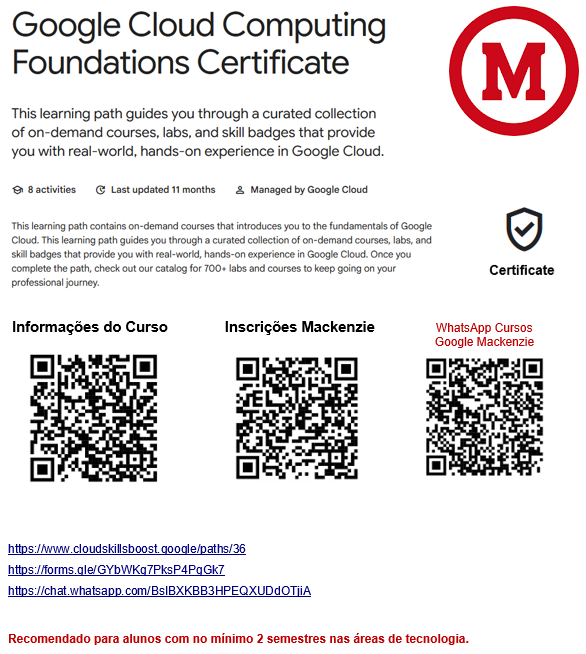 Google Cloud Computing
Foundations Certificate
M
This learning path guides you through a curated collection
of on-demand courses, labs, and skill badges that provide
you with real-world, hands-on experience in Google Cloud.
8 activities Last updated 11 months Managed by Google Cloud
This learning path contains on-demand courses that introduces you to the fundamentals of Google
Cloud. This learning path guides you through a curated collection of on-demand courses, labs, and
skill badges that provide you with real-world, hands-on experience in Google Cloud. Once you
complete the path, check out our catalog for 700+ labs and courses to keep going on your
professional journey.
Certificate
Informações do Curso
Inscrições Mackenzie
WhatsApp Cursos
Google Mackenzie
https://www.cloudskillsboost.google/paths/36
https://forms.gle/GYbWKg7PksP4PgGk7
https://chat.whatsapp.com/BsIBXKBB3HPEQXUDdOTjiA
Recomendado para alunos com no mínimo 2 semestres nas áreas de tecnologia.